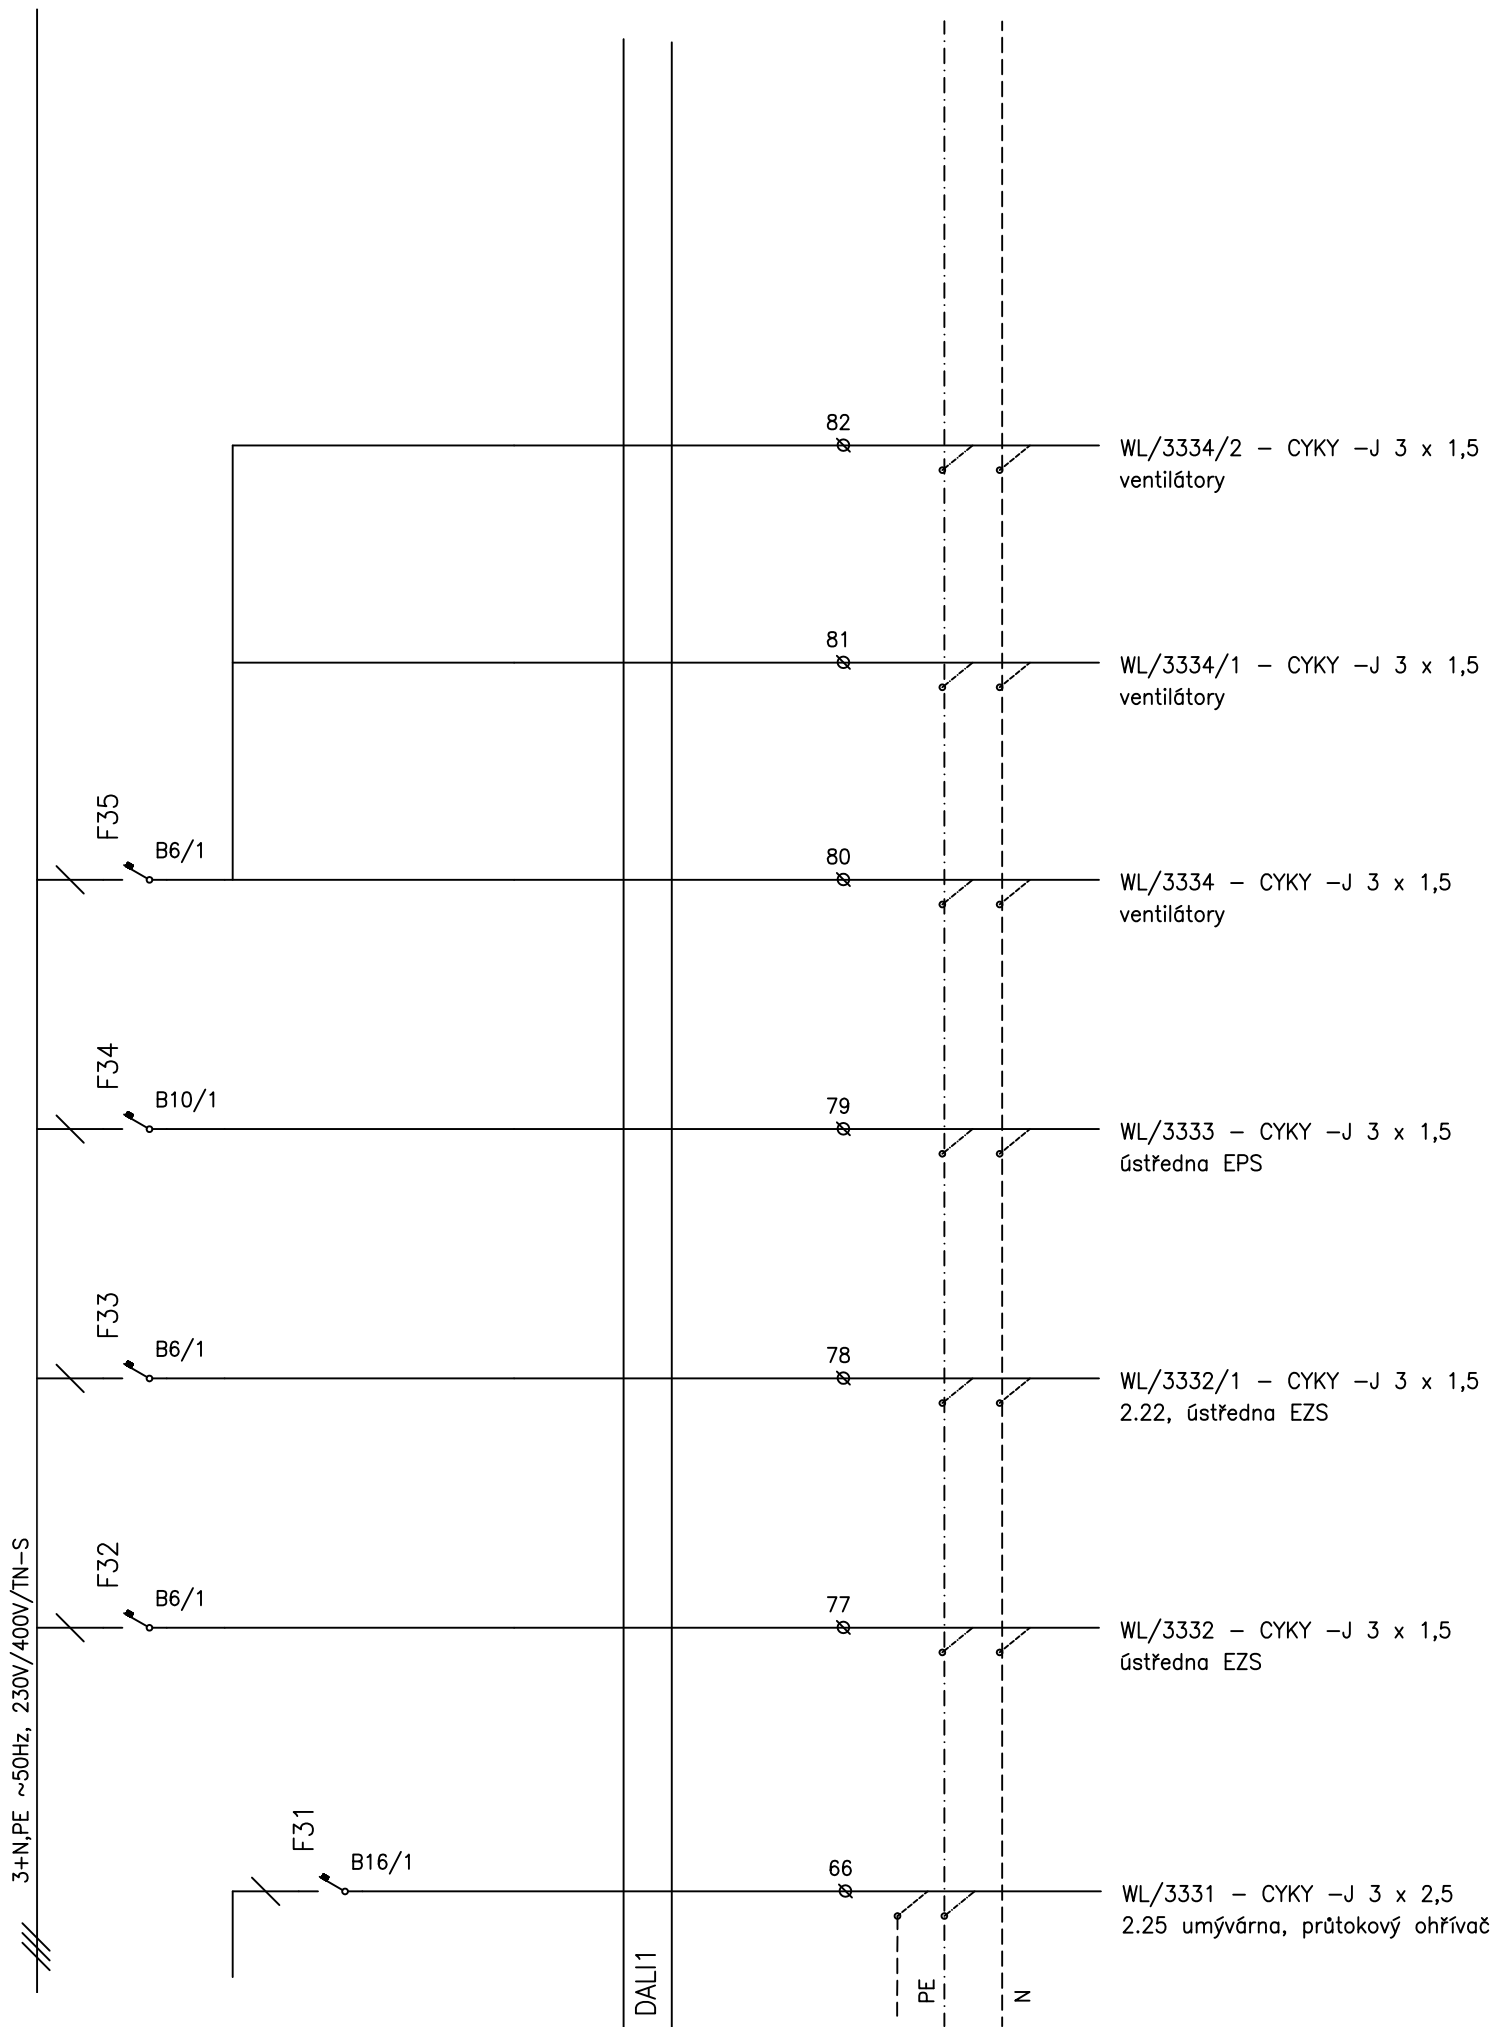 82
WL/3334/2 – CYKY –J 3 x 1,5
ventilátory
81
WL/3334/1 – CYKY –J 3 x 1,5
ventilátory
F35
B6/1
80
WL/3334 – CYKY –J 3 x 1,5
ventilátory
F34
B10/1
79
WL/3333 – CYKY –J 3 x 1,5
ústředna EPS
F33
B6/1
78
WL/3332/1 – CYKY –J 3 x 1,5
2.22, ústředna EZS
F32
B6/1
77
WL/3332 – CYKY –J 3 x 1,5
ústředna EZS
3+N,PE ~50Hz, 230V/400V/TN–S
F31
B16/1
66
WL/3331 – CYKY –J 3 x 2,5
2.25 umývárna, průtokový ohřívač
DALI1
PE
N